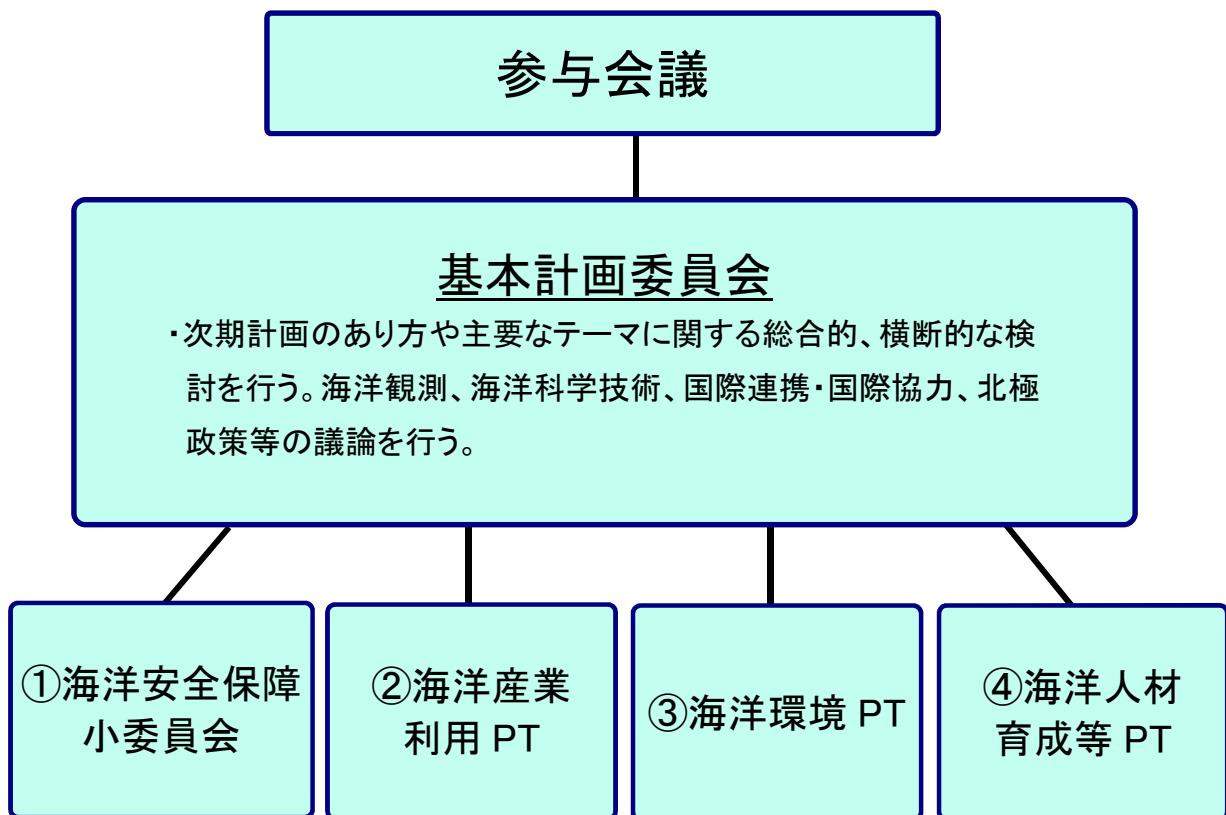 参与会議
基本計画委員会
・次期計画のあり方や主要なテーマに関する総合的、横断的な検
討を行う。海洋観測、海洋科学技術、国際連携・国際協力、北極
政策等の議論を行う。
①海洋安全保障
小委員会
②海洋産業
利用 PT
③海洋環境 PT
④海洋人材
育成等 PT